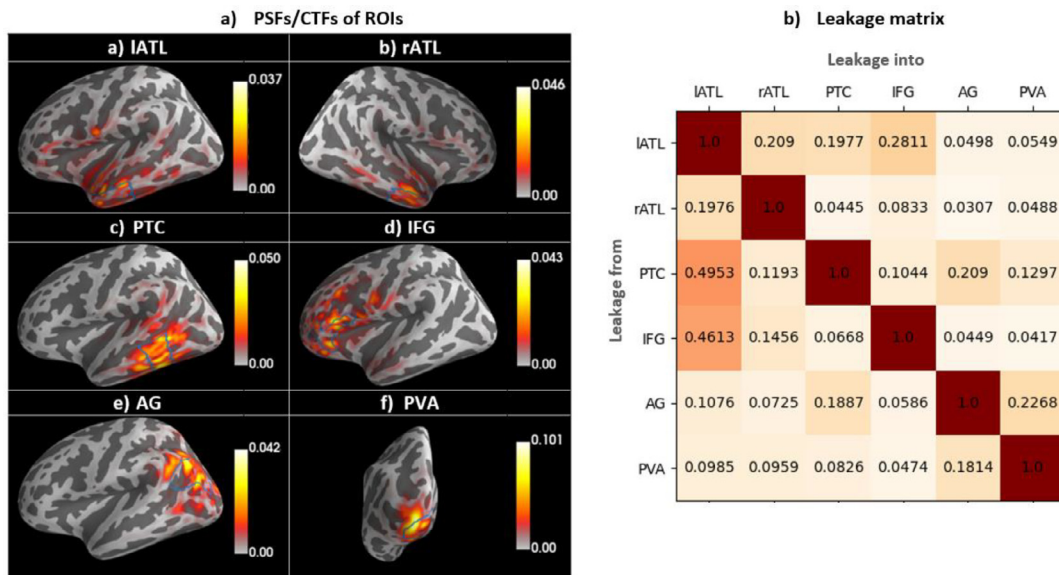 a) PSFs/CTFs of ROIs
a) lATL
b) rATL
0.037
0.00
0.046
0.00
c) PTC
d) IFG
0.050
0.00
0.043
0.00
e) AG
f) PVA
0.042
0.00
0.101
0.00
b) Leakage matrix
Leakage into
lATL rATL PTC IFG AG PVA
Leakage from
lATL 1.0 0.209 0.1977 0.2811 0.0498 0.0549
rATL 0.1976 1.0 0.0445 0.0833 0.0307 0.0488
PTC 0.4953 0.1193 1.0 0.1044 0.209 0.1297
IFG 0.4613 0.1456 0.0668 1.0 0.0449 0.0417
AG 0.1076 0.0725 0.1887 0.0586 1.0 0.2268
PVA 0.0985 0.0959 0.0826 0.0474 0.1814 1.0